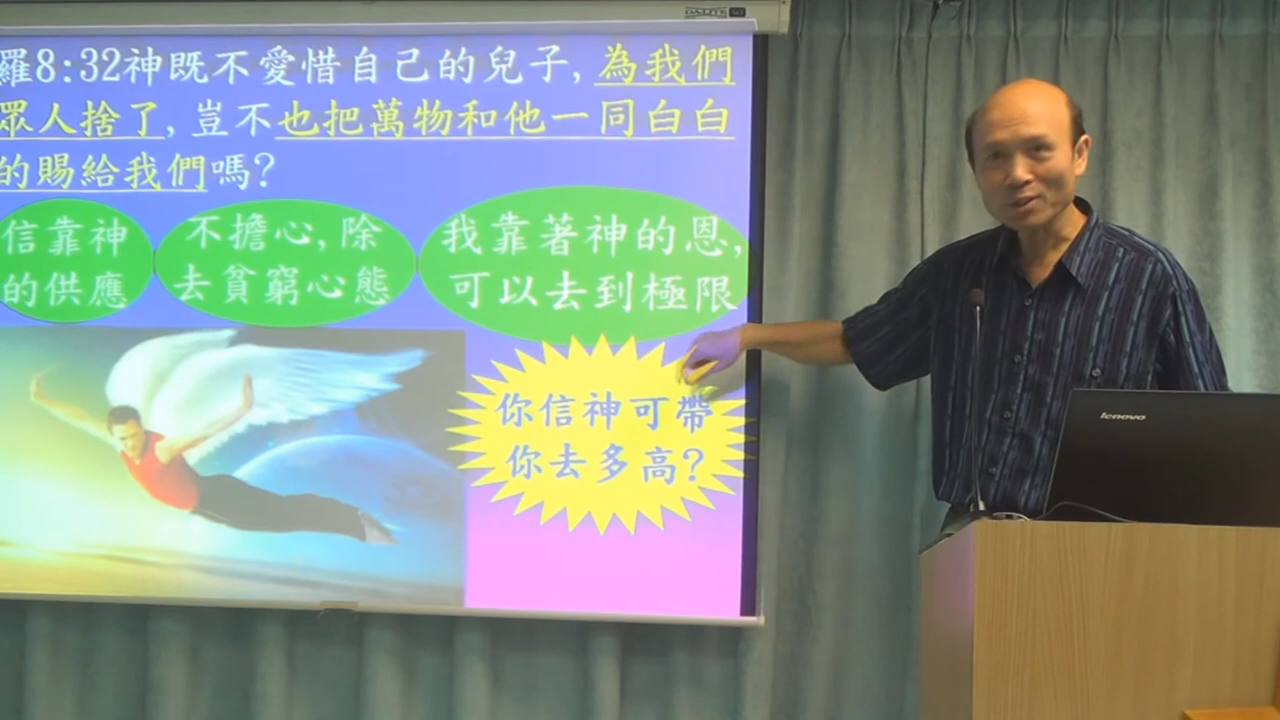 DA-LITE
羅8:32神既不愛惜自己的兒子,為我們
眾人捨了,豈不也把萬物和他一同白白
的賜給我們嗎?
信靠神
的供應
不擔心,除
去貧窮心態
我靠著神的恩,
可以去到極限
你信神可帶
你去多高?
lenovo